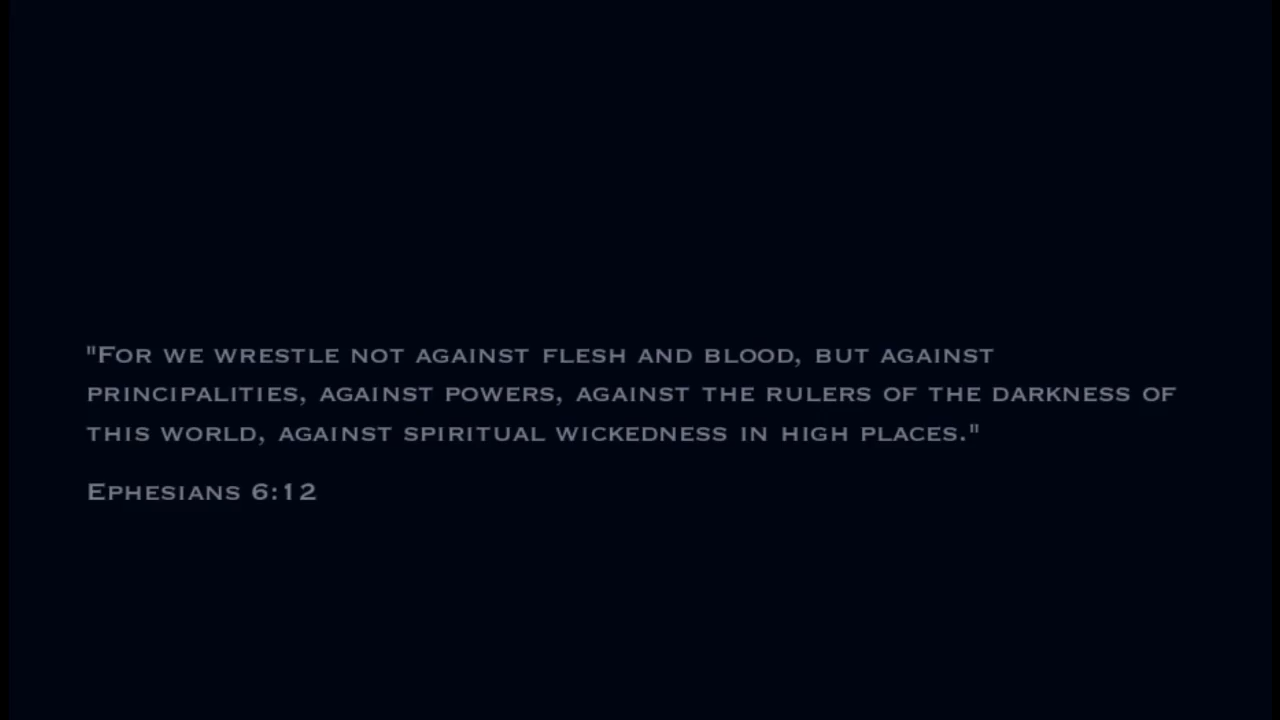 "For we wrestle not against flesh and blood, but against
principalities, against powers, against the rulers of the darkness of
this world, against spiritual wickedness in high places."
Ephesians 6:12